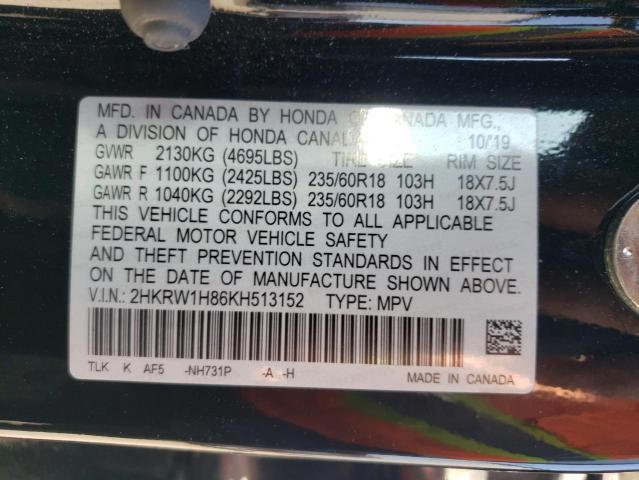 MFD. IN CANADA BY HONDA OF CANADA MFG.,
A DIVISION OF HONDA CANADA 10/'19
GVWR 2130KG (4695LBS) TIRE SIZE RIM SIZE
GAWR F 1100KG (2425LBS) 235/60R18 103H 18X7.5J
GAWR R 1040KG (2292LBS) 235/60R18 103H 18X7.5J
THIS VEHICLE CONFORMS TO ALL APPLICABLE
FEDERAL MOTOR VEHICLE SAFETY
AND THEFT PREVENTION STANDARDS IN EFFECT
ON THE DATE OF MANUFACTURE SHOWN ABOVE.
V.I.N.: 2HKRW1H86KH513152 TYPE: MPV
TLK K AF5 -NH731P -A -H MADE IN CANADA